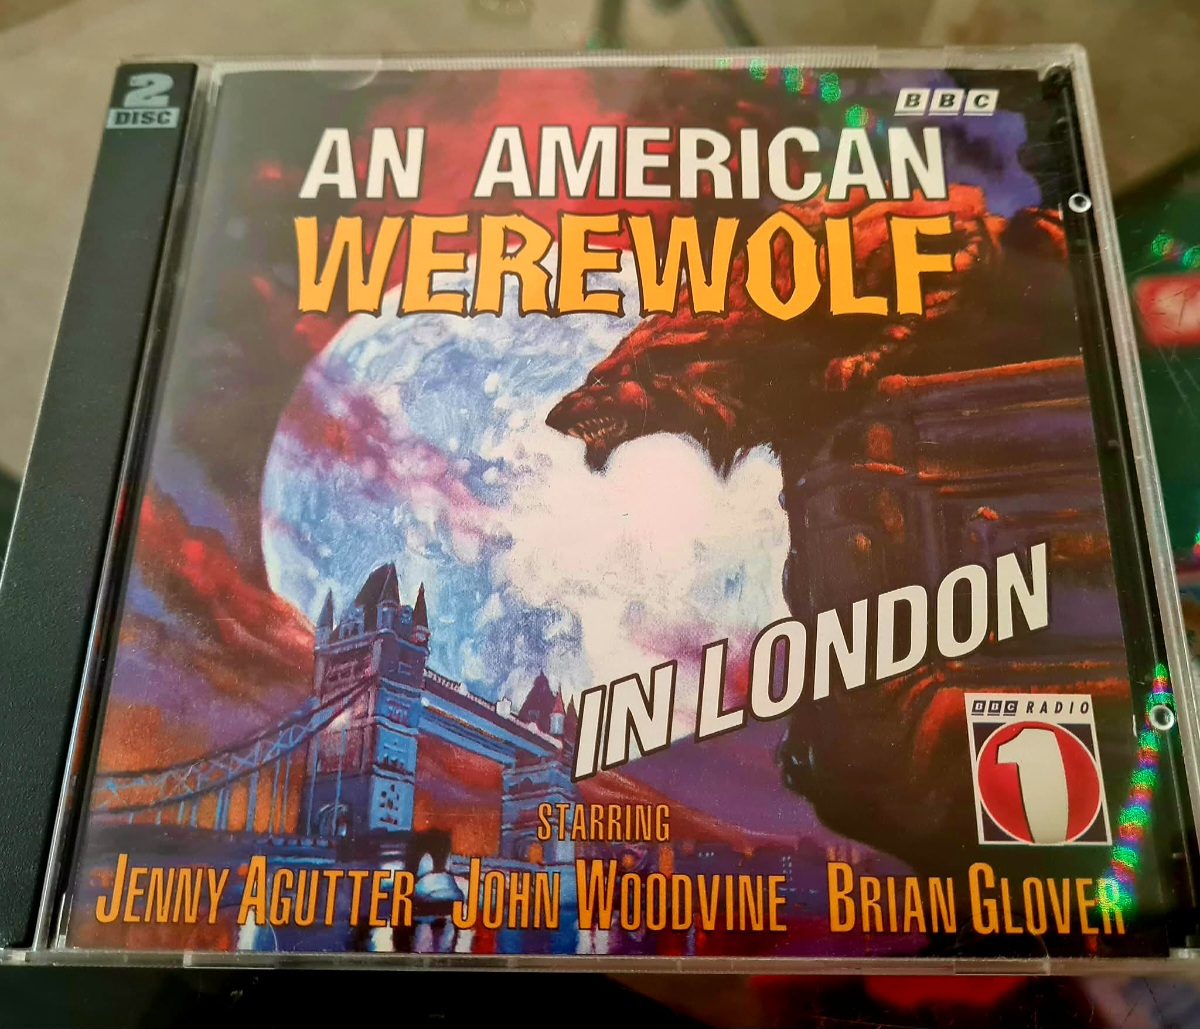 2
DISC
BBC
AN AMERICAN
WEREWOLF
IN LONDON
BBC RADIO
1
STARRING
JENNY AGUTTER JOHN WOODVINE BRIAN GLOVER